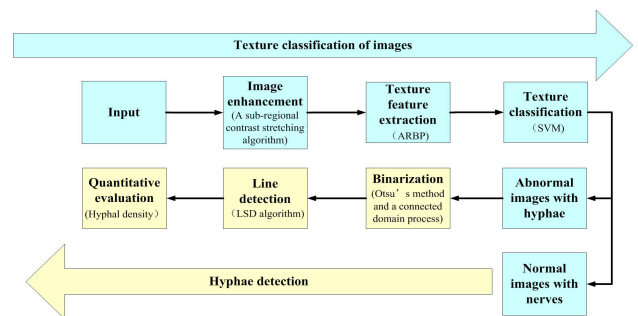 Texture classification of images
Input
Image
enhancement
(A sub-regional
contrast stretching
algorithm)
Texture
feature
extraction
(ARBP)
Texture
classification
(SVM)
Quantitative
evaluation
(Hyphal density)
Line
detection
(LSD algorithm)
Binarization
(Otsu's method
and a connected
domain process)
Abnormal
images with
hyphae
Hyphae detection
Normal
images with
nerves